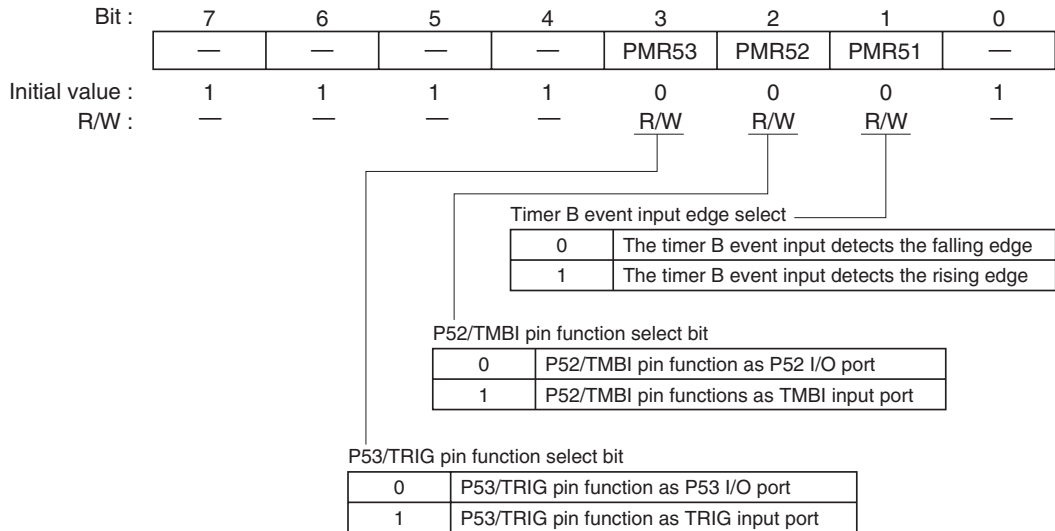 Bit : 7 6 5 4 3 2 1 0
— — — — PMR53 PMR52 PMR51 —
Initial value : 1 1 1 1 0 0 0 1
R/W : — — — — R/W R/W R/W —
Timer B event input edge select
0 The timer B event input detects the falling edge
1 The timer B event input detects the rising edge
P52/TMBI pin function select bit
0 P52/TMBI pin function as P52 I/O port
1 P52/TMBI pin functions as TMBI input port
P53/TRIG pin function select bit
0 P53/TRIG pin function as P53 I/O port
1 P53/TRIG pin function as TRIG input port